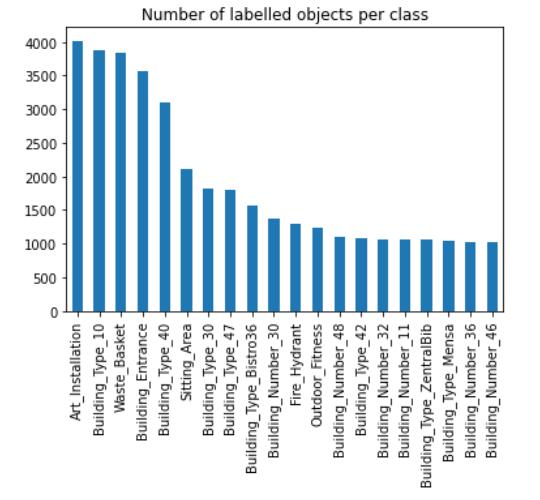 Number of labelled objects per class
4000
3500
3000
2500
2000
1500
1000
500
0
Art_Installation
Building_Type_10
Waste_Basket
Building_Entrance
Building_Type_40
Sitting_Area
Building_Type_30
Building_Type_47
Building_Type_Bistro36
Building_Number_30
Fire_Hydrant
Outdoor_Fitness
Building_Number_48
Building_Type_42
Building_Number_32
Building_Number_11
Building_Type_ZentralBib
Building_Type_Mensa
Building_Number_36
Building_Number_46